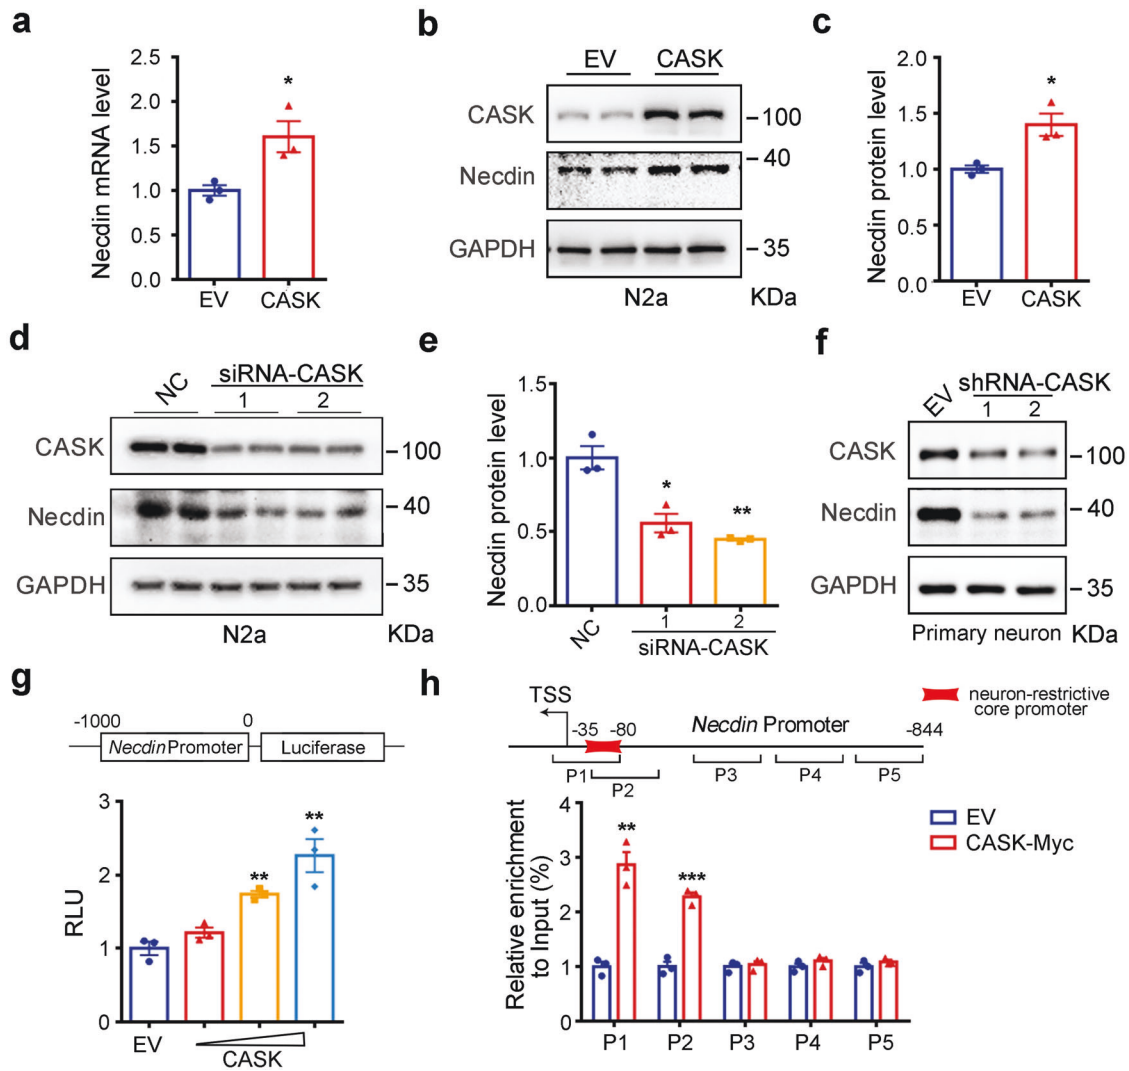 a
2.5
2.0
1.5
1.0
0.5
0.0
Necdin mRNA level
*
EV CASK
b
EV CASK
CASK
100
Necdin
40
GAPDH
35
N2a KDa
c
2.0
1.5
1.0
0.5
0.0
Necdin protein level
*
EV CASK
d
NC siRNA-CASK
1 2
CASK
100
Necdin
40
GAPDH
35
N2a KDa
e
1.5
1.0
0.5
0.0
Necdin protein level
* **
NC 1 2
siRNA-CASK
f
EV shRNA-CASK
1 2
CASK
100
Necdin
40
GAPDH
35
Primary neuron KDa
g
-1000 0
Necdin Promoter Luciferase
3
2
1
0
RLU
** **
EV
CASK
h
TSS
-35 -80 Necdin Promoter -844
neuron-restrictive
core promoter
P1 P2 P3 P4 P5
4
3
2
1
0
Relative enrichment
to Input (%)
** ***
EV
CASK-Myc
P1 P2 P3 P4 P5